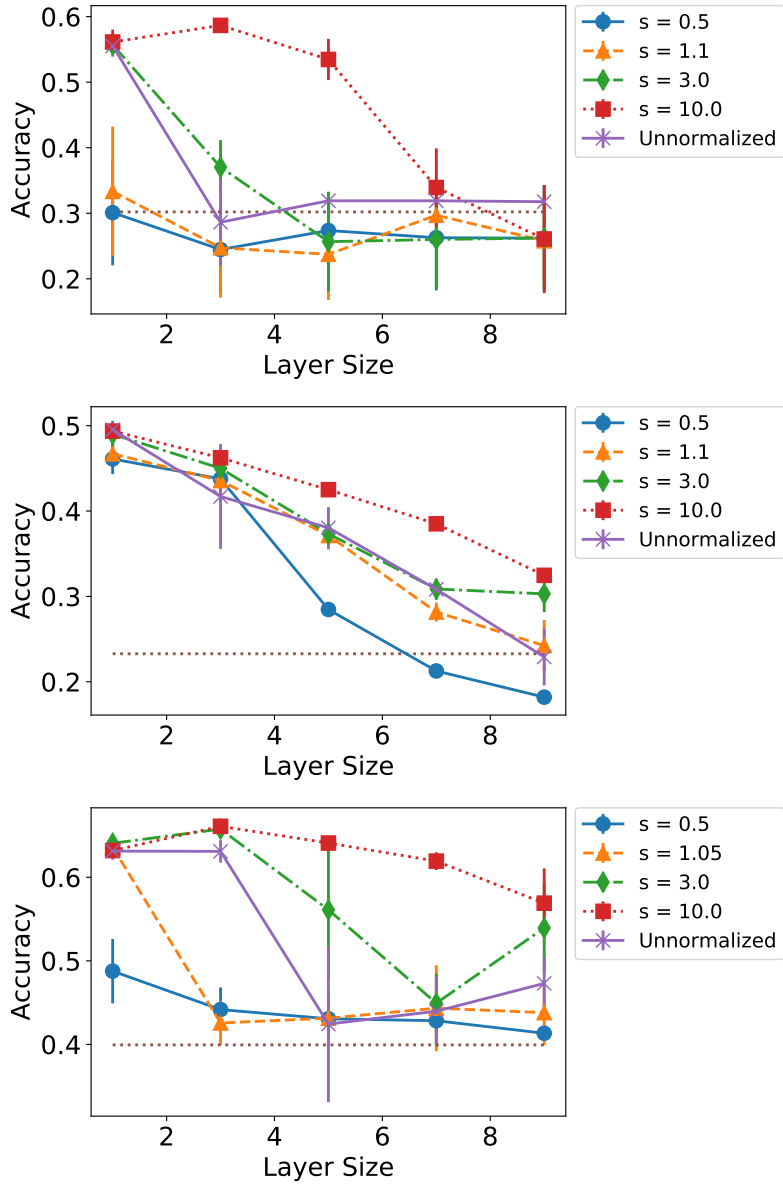 0.6
0.5
0.4
0.3
0.2
Accuracy
2 4 6 8
Layer Size
s = 0.5
s = 1.1
s = 3.0
s = 10.0
Unnormalized
0.5
0.4
0.3
0.2
Accuracy
2 4 6 8
Layer Size
s = 0.5
s = 1.1
s = 3.0
s = 10.0
Unnormalized
0.6
0.5
0.4
Accuracy
2 4 6 8
Layer Size
s = 0.5
s = 1.05
s = 3.0
s = 10.0
Unnormalized